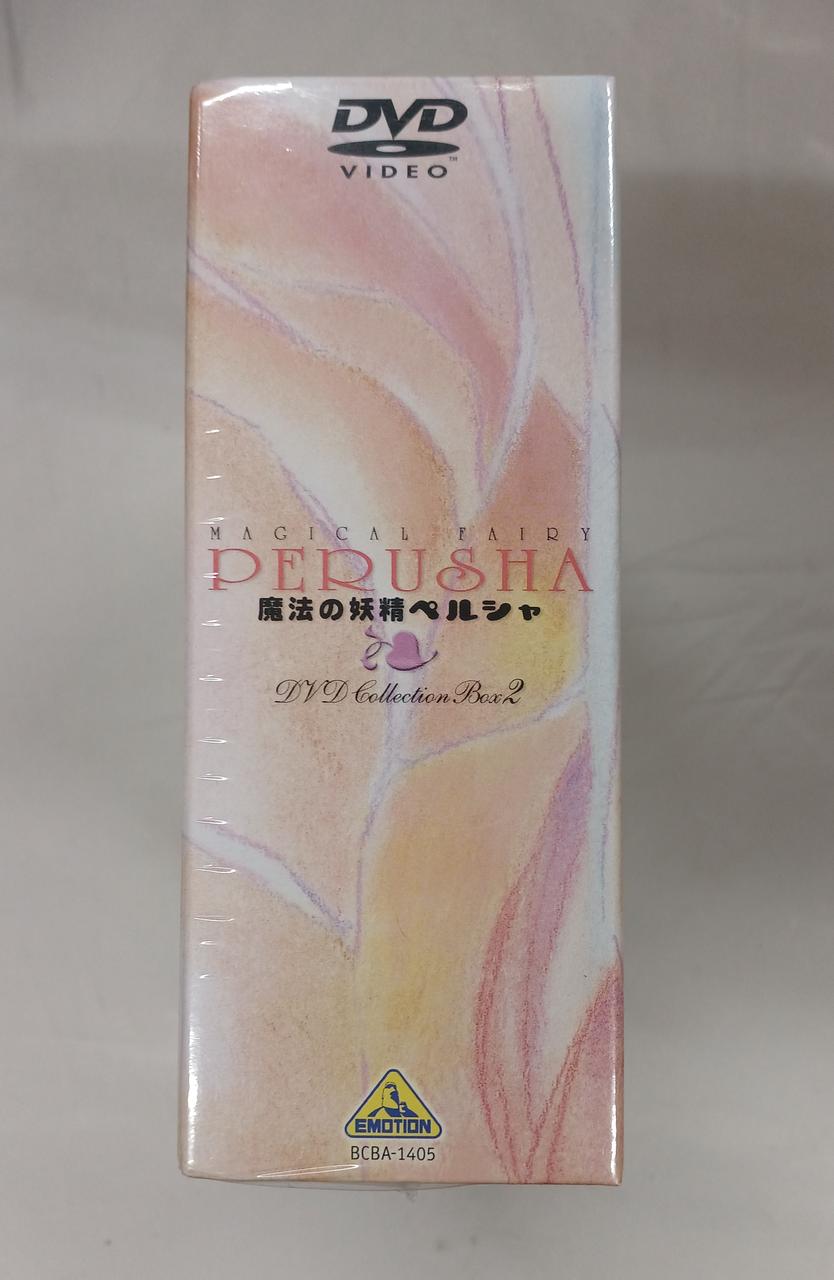 DVD
VIDEO
TM
MAGICAL FAIRY
PERUSHA
魔法の妖精ペルシャ
DVD Collection Box 2
EMOTION
BCBA-1405